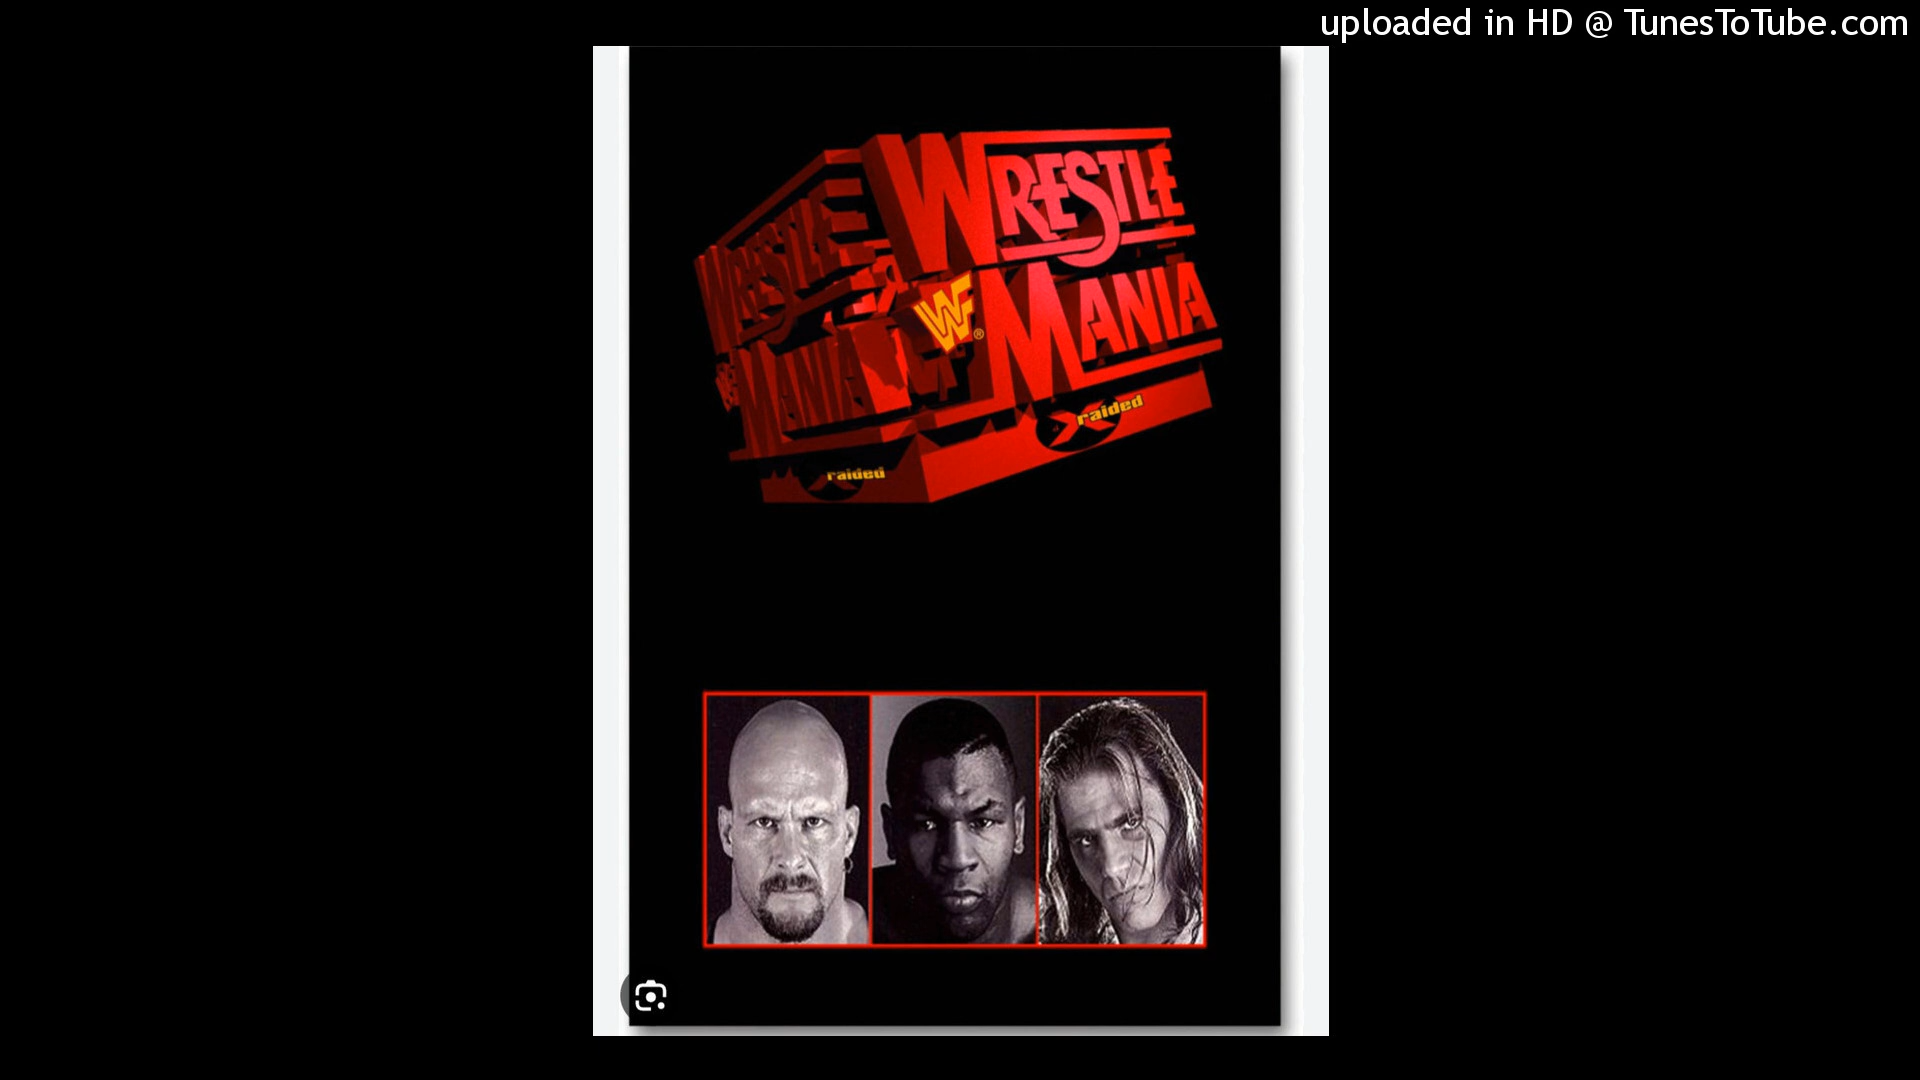 uploaded in HD @ TunesToTube.com
WRESTLE
MANIA
WRESTLE
MANIA
WF ®
raided
raided